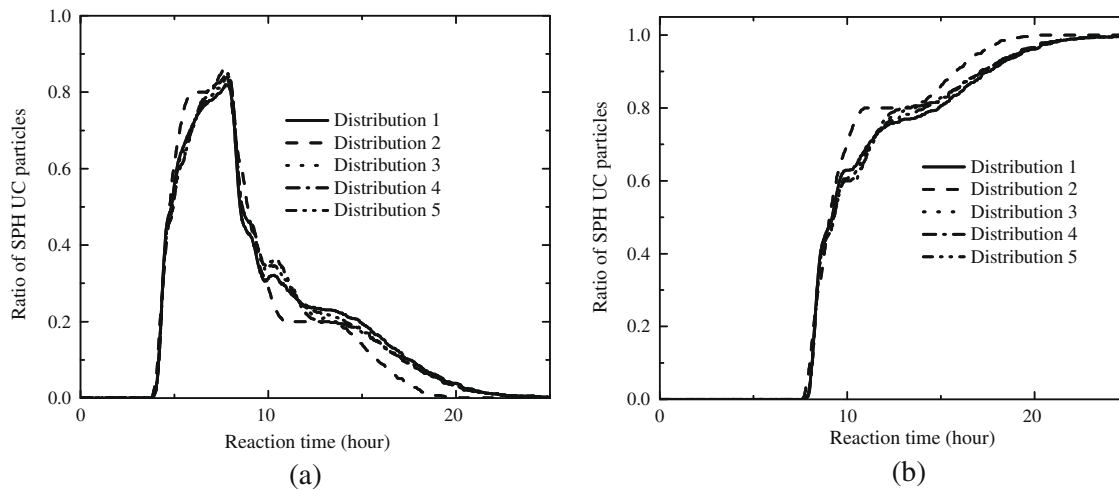 1.0
0.8
0.6
0.4
0.2
0.0
Ratio of SPH UC particles
Distribution 1
Distribution 2
Distribution 3
Distribution 4
Distribution 5
0
10
20
Reaction time (hour)
(a)
1.0
0.8
0.6
0.4
0.2
0.0
Ratio of SPH UC particles
Distribution 1
Distribution 2
Distribution 3
Distribution 4
Distribution 5
0
10
20
Reaction time (hour)
(b)